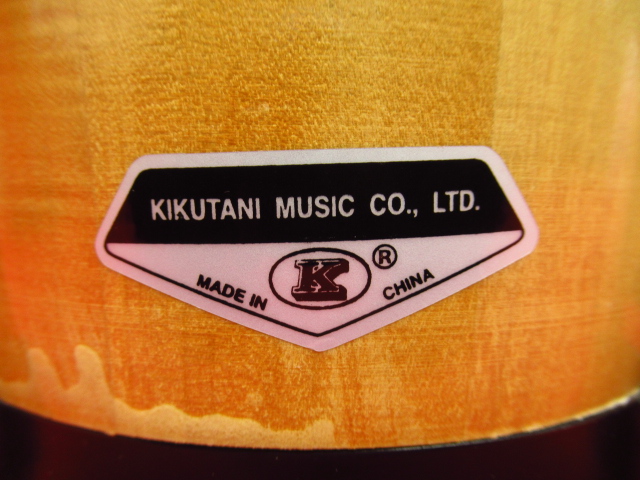 KIKUTANI MUSIC CO., LTD.
K ®
MADE IN CHINA